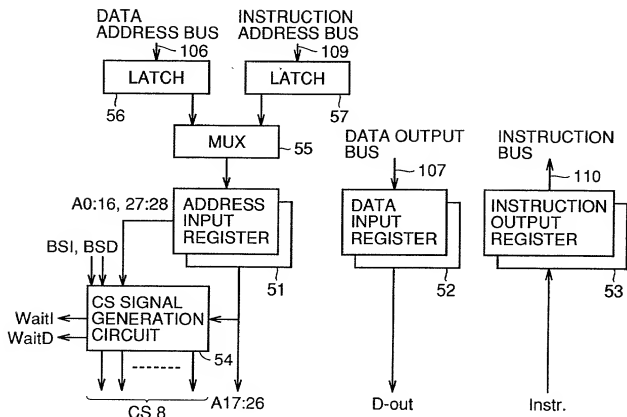 DATA
ADDRESS BUS
106
INSTRUCTION
ADDRESS BUS
109
LATCH
56
LATCH
57
MUX
55
DATA OUTPUT
BUS
107
INSTRUCTION
BUS
110
A0:16, 27:28
ADDRESS
INPUT
REGISTER
51
DATA
INPUT
REGISTER
52
INSTRUCTION
OUTPUT
REGISTER
53
BSI, BSD
CS SIGNAL
GENERATION
CIRCUIT
54
WaitI
WaitD
CS 8
A17:26
D-out
Instr.